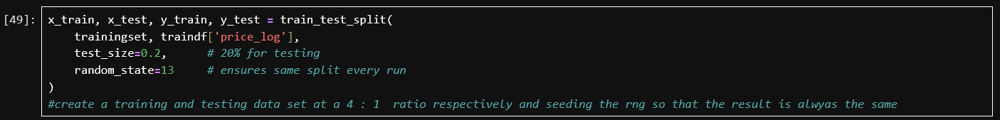 [49]: x_train, x_test, y_train, y_test = train_test_split(
    trainingset, traindf['price_log'],
    test_size=0.2,      # 20% for testing
    random_state=13     # ensures same split every run
)
#create a training and testing data set at a 4 : 1  ratio respectively and seeding the rng so that the result is alwyas the same